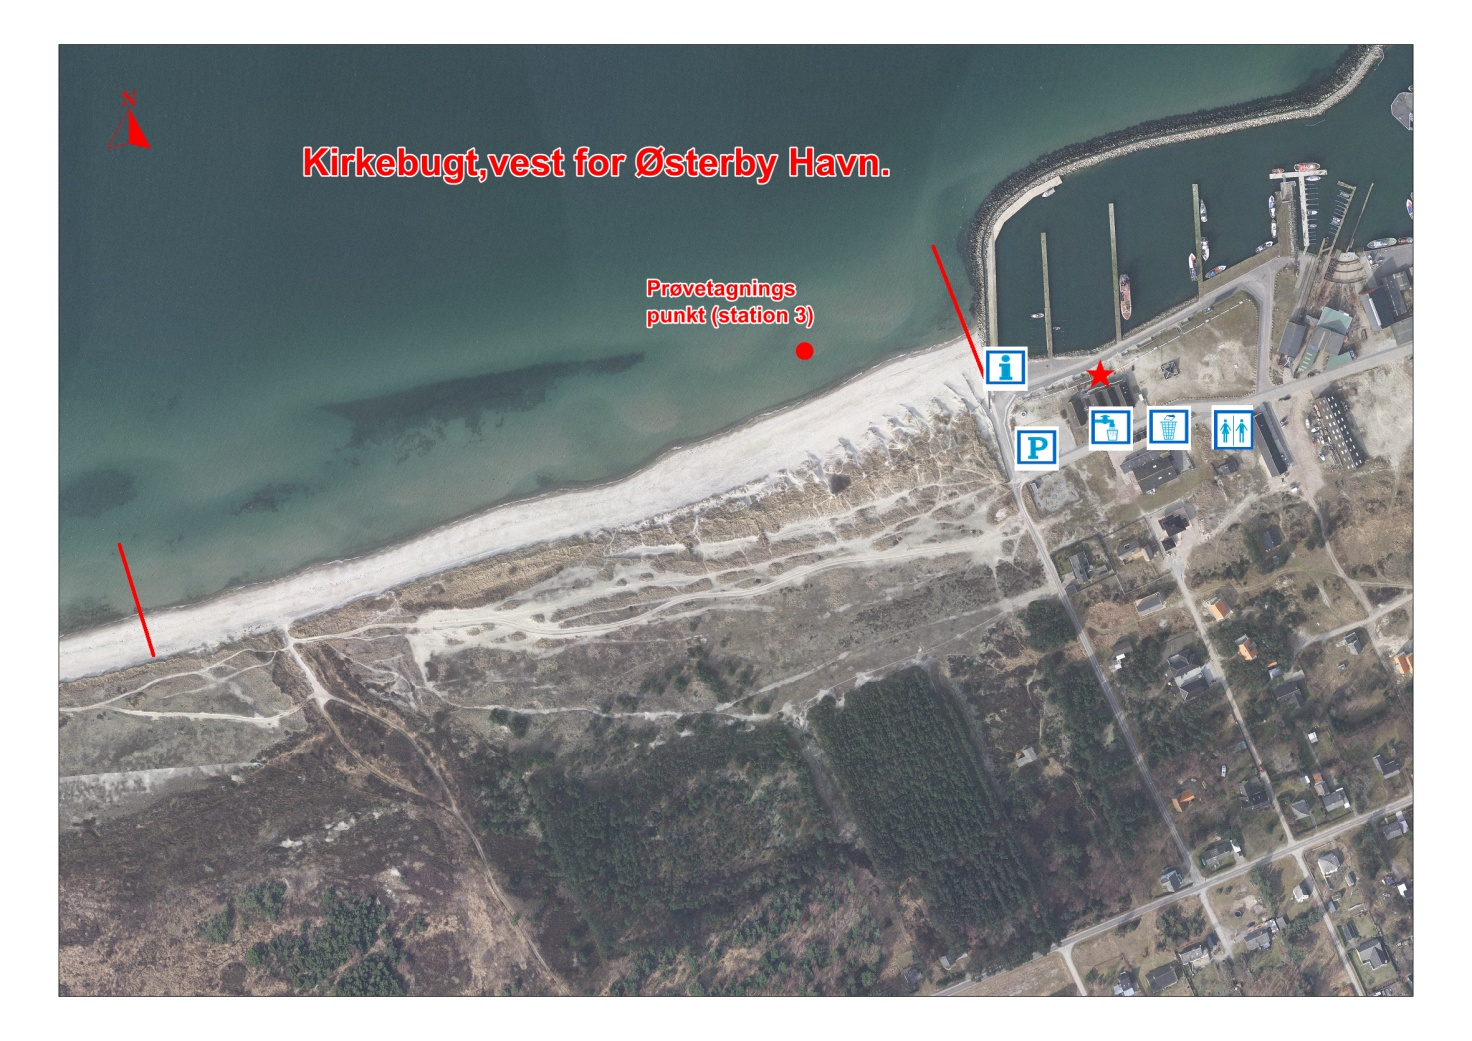 N
Kirkebugt,vest for Østerby Havn.
Prøvetagnings
punkt (station 3)
i
P